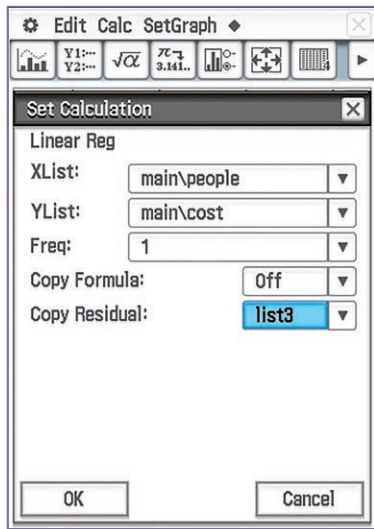 Edit Calc SetGraph ◆
Y1:...
Y2:...
√α
π
3.141..
4
Set Calculation
Linear Reg
XList: main\people
YList: main\cost
Freq: 1
Copy Formula: Off
Copy Residual: list3
OK Cancel